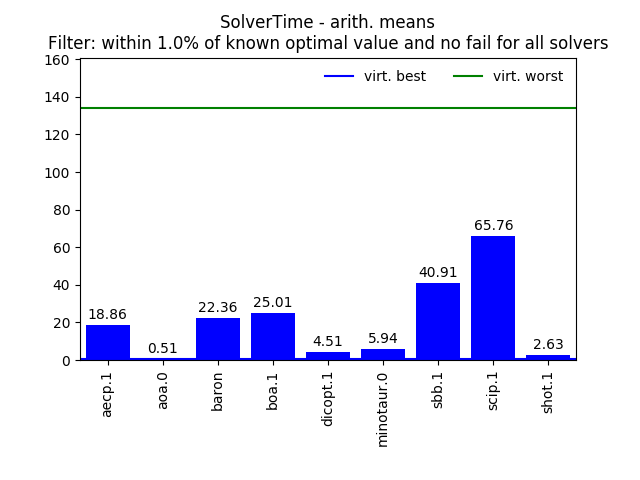 SolverTime - arith. means
Filter: within 1.0% of known optimal value and no fail for all solvers
virt. best
virt. worst
160
140
120
100
80
60
40
20
0
18.86
0.51
22.36
25.01
4.51
5.94
40.91
65.76
2.63
aecp.1
aoa.0
baron
boa.1
dicopt.1
minotaur.0
sbb.1
scip.1
shot.1